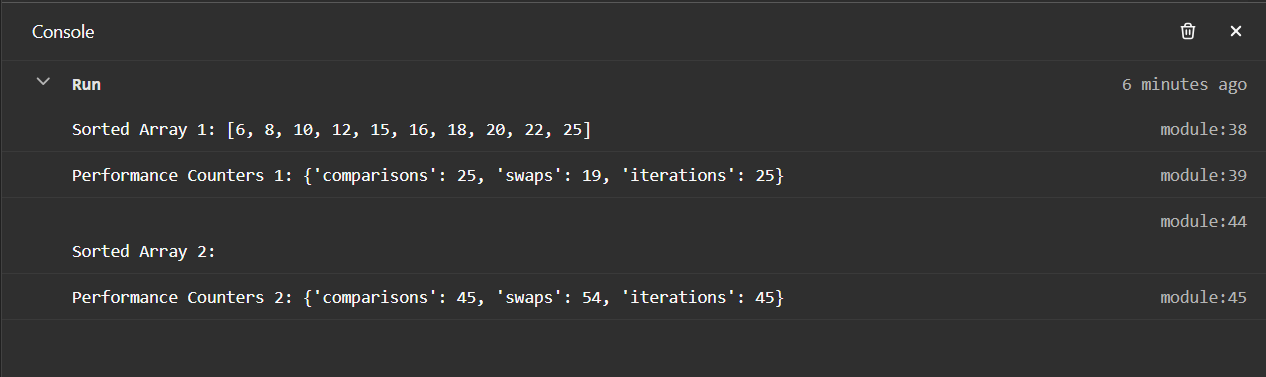 Console
Run 6 minutes ago
Sorted Array 1: [6, 8, 10, 12, 15, 16, 18, 20, 22, 25] module:38
Performance Counters 1: {'comparisons': 25, 'swaps': 19, 'iterations': 25} module:39
module:44
Sorted Array 2:
Performance Counters 2: {'comparisons': 45, 'swaps': 54, 'iterations': 45} module:45